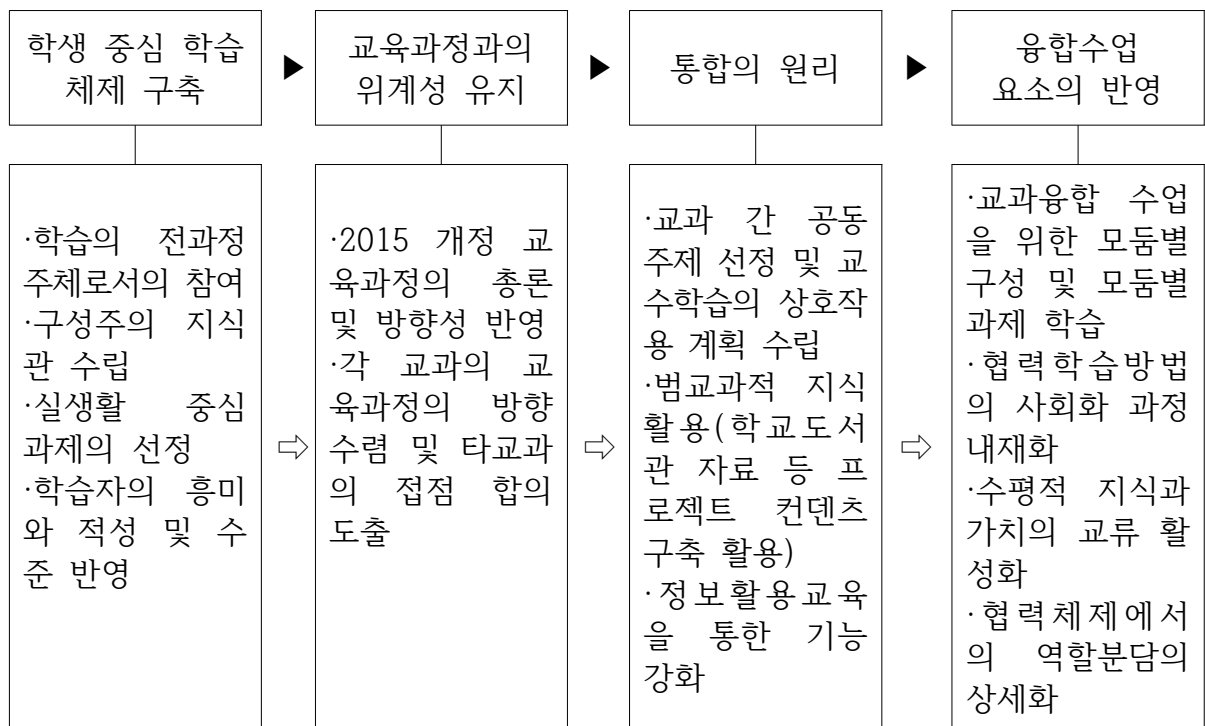 학생 중심 학습
체제 구축
▶
교육과정과의
위계성 유지
▶
통합의 원리
▶
융합수업
요소의 반영
·학습의 전과정
주체로서의 참여
·구성주의 지식
관 수립
·실생활 중심
과제의 선정
·학습자의 흥미
와 적성 및 수
준 반영
⇨
·2015 개정 교
육과정의 총론
및 방향성 반영
·각 교과의 교
육과정의 방향
수렴 및 타교과
의 접점 합의
도출
⇨
·교과 간 공동
주제 선정 및 교
수학습의 상호작
용 계획 수립
·범교과적 지식
활용(학교도서
관 자료 등 프
로젝트 컨덴츠
구축 활용)
·정보활용교육
을 통한 기능
강화
⇨
·교과융합 수업
을 위한 모둠별
구성 및 모둠별
과제 학습
·협력학습방법
의 사회화 과정
내재화
·수평적 지식과
가치의 교류 활
성화
·협력체제에서
의 역할분담의
상세화